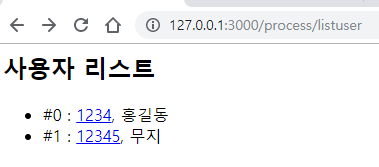 127.0.0.1:3000/process/listuser
사용자 리스트
#0 : 1234, 홍길동
#1 : 12345, 무지